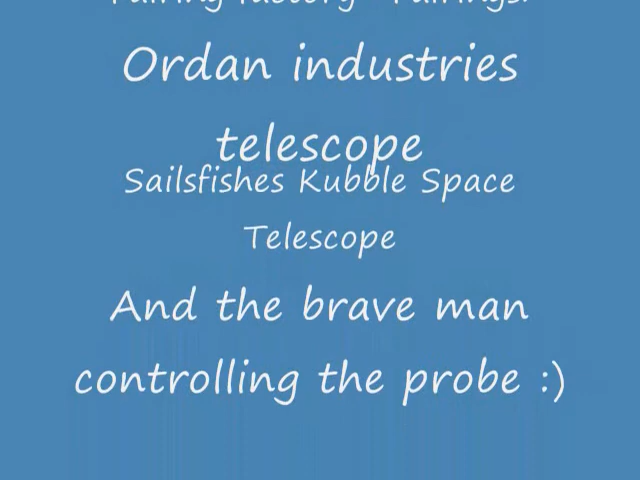 Ordan industries
telescope
Sailsfishes Kubble Space
Telescope
And the brave man
controlling the probe :)